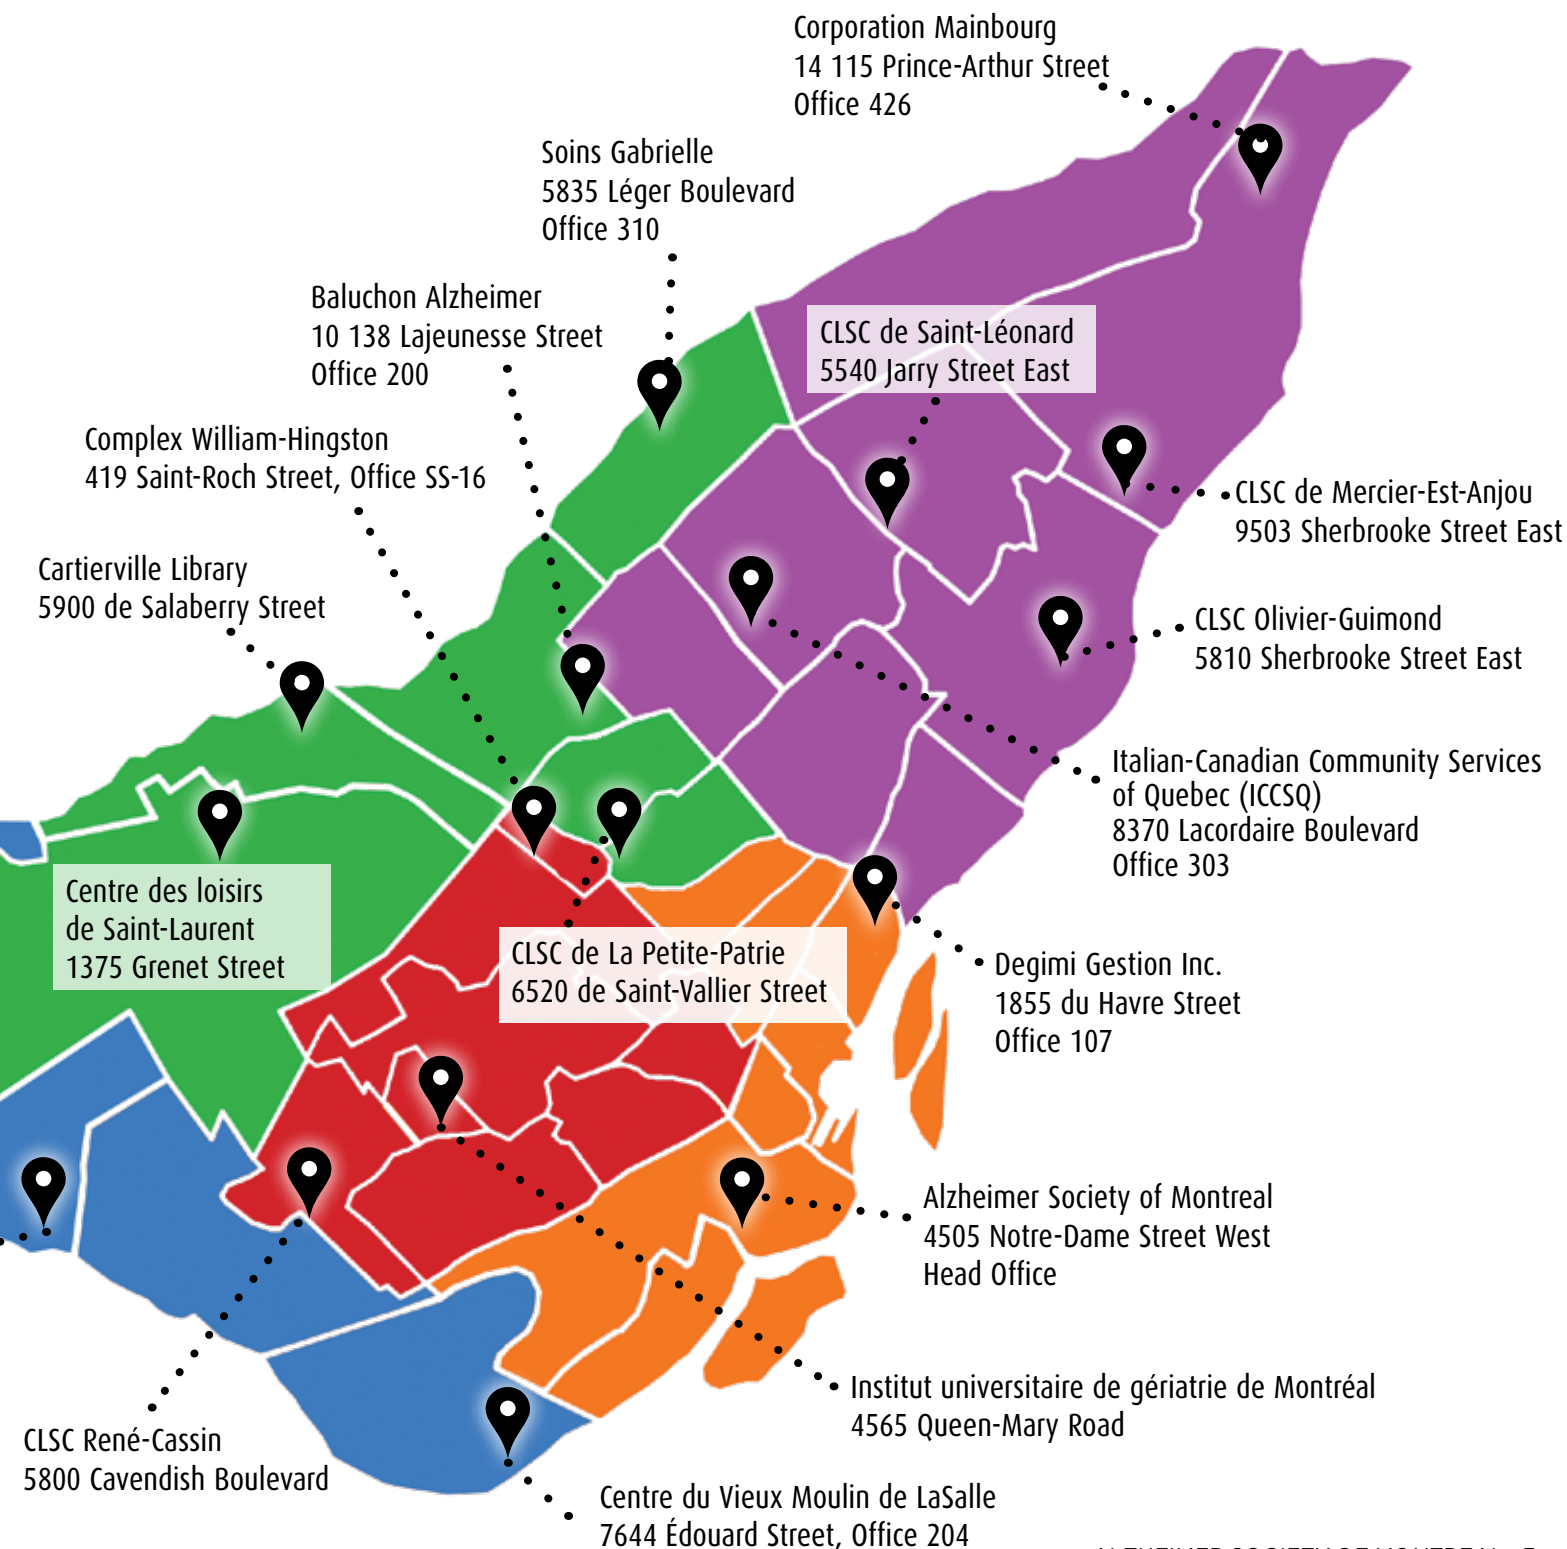 Corporation Mainbourg
14 115 Prince-Arthur Street
Office 426
Soins Gabrielle
5835 Léger Boulevard
Office 310
Baluchon Alzheimer
10 138 Lajeunesse Street
Office 200
CLSC de Saint-Léonard
5540 Jarry Street East
Complex William-Hingston
419 Saint-Roch Street, Office SS-16
CLSC de Mercier-Est-Anjou
9503 Sherbrooke Street East
Cartierville Library
5900 de Salaberry Street
CLSC Olivier-Guimond
5810 Sherbrooke Street East
Italian-Canadian Community Services
of Quebec (ICCSQ)
8370 Lacordaire Boulevard
Office 303
Centre des loisirs
de Saint-Laurent
1375 Grenet Street
CLSC de La Petite-Patrie
6520 de Saint-Vallier Street
Degimi Gestion Inc.
1855 du Havre Street
Office 107
Alzheimer Society of Montreal
4505 Notre-Dame Street West
Head Office
Institut universitaire de gériatrie de Montréal
4565 Queen-Mary Road
CLSC René-Cassin
5800 Cavendish Boulevard
Centre du Vieux Moulin de LaSalle
7644 Édouard Street, Office 204